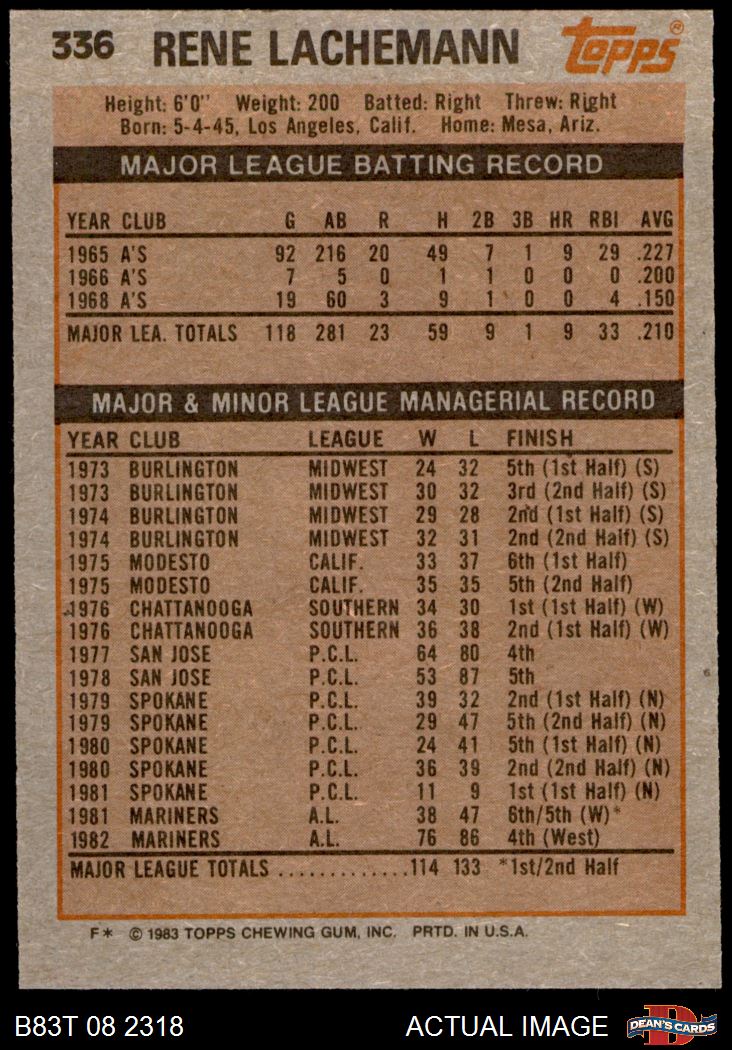 336 RENE LACHEMANN topps®
Height: 6'0" Weight: 200 Batted: Right Threw: Right
Born: 5-4-45, Los Angeles, Calif. Home: Mesa, Ariz.
MAJOR LEAGUE BATTING RECORD
YEAR CLUB G AB R H 2B 3B HR RBI AVG
1965 A'S 92 216 20 49 7 1 9 29 .227
1966 A'S 7 5 0 1 1 0 0 0 .200
1968 A'S 19 60 3 9 1 0 0 4 .150
MAJOR LEA. TOTALS 118 281 23 59 9 1 9 33 .210
MAJOR & MINOR LEAGUE MANAGERIAL RECORD
YEAR CLUB LEAGUE W L FINISH
1973 BURLINGTON MIDWEST 24 32 5th (1st Half) (S)
1973 BURLINGTON MIDWEST 30 32 3rd (2nd Half) (S)
1974 BURLINGTON MIDWEST 29 28 2nd (1st Half) (S)
1974 BURLINGTON MIDWEST 32 31 2nd (2nd Half) (S)
1975 MODESTO CALIF. 33 37 6th (1st Half)
1975 MODESTO CALIF. 35 35 5th (2nd Half)
1976 CHATTANOOGA SOUTHERN 34 30 1st (1st Half) (W)
1976 CHATTANOOGA SOUTHERN 36 38 2nd (1st Half) (W)
1977 SAN JOSE P.C.L. 64 80 4th
1978 SAN JOSE P.C.L. 53 87 5th
1979 SPOKANE P.C.L. 39 32 2nd (1st Half) (N)
1979 SPOKANE P.C.L. 29 47 5th (2nd Half) (N)
1980 SPOKANE P.C.L. 24 41 5th (1st Half) (N)
1980 SPOKANE P.C.L. 36 39 2nd (2nd Half) (N)
1981 SPOKANE P.C.L. 11 9 1st (1st Half) (N)
1981 MARINERS A.L. 38 47 6th/5th (W)*
1982 MARINERS A.L. 76 86 4th (West)
MAJOR LEAGUE TOTALS .............114 133 *1st/2nd Half
F* © 1983 TOPPS CHEWING GUM, INC. PRTD. IN U.S.A.
B83T 08 2318 ACTUAL IMAGE D DEAN'S CARDS